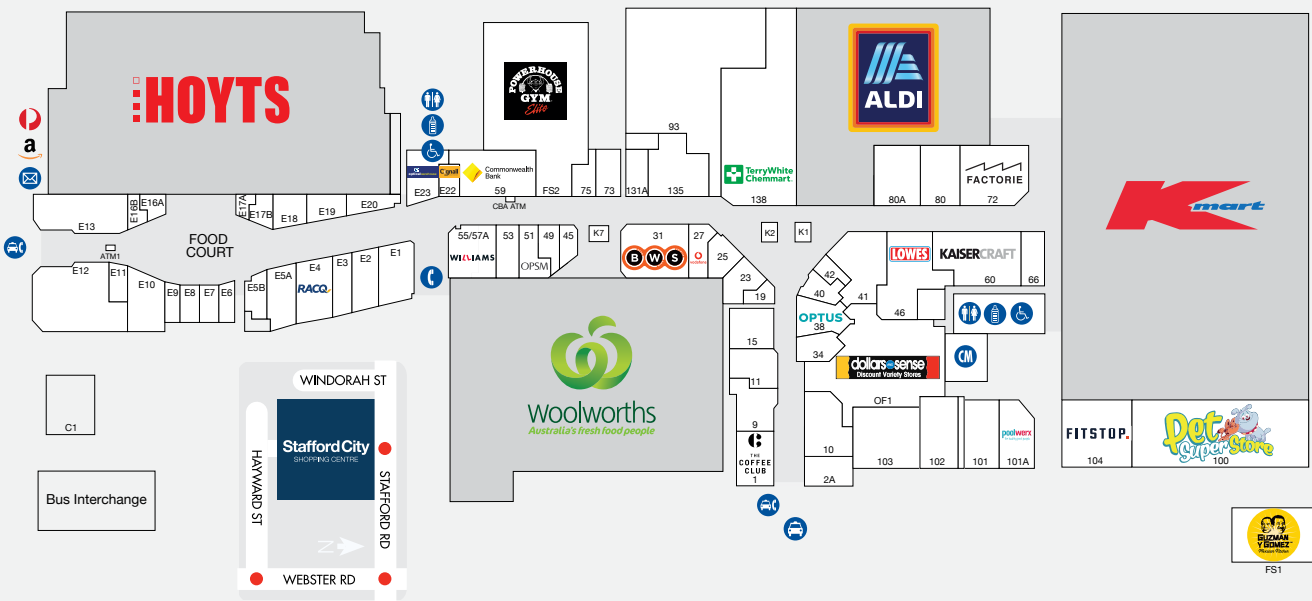 HOYTS
POWERHOUSE
GYM
Elite
ALDI
Kmart
a
E23
C*gnall
E22
Commonwealth
Bank
59
FS2
75
73
CBA ATM
93
131A
135
TerryWhite
Chemmart.
138
80A
80
FACTORIE
72
E13
E16B
E16A
E17A
E17B
E18
E19
E20
FOOD
COURT
ATM1
E12
E11
E10
E9
E8
E7
E6
E5B
E5A
E4
RACQ
E3
E2
E1
55/57A
WILLIAMS
53
51
OPSM
49
45
K7
31
BWS
27
vodafone
25
23
19
K2
K1
LOWES
KAISERCRAFT
60
66
42
40
41
46
OPTUS
38
34
dollars and sense
Discount Variety Stores
OF1
CM
Woolworths
Australia's fresh food people
15
11
9
THE
COFFEE
CLUB
1
10
2A
103
102
101
poolwerx
101A
FITSTOP.
104
Pet
Super Store
100
C1
Bus Interchange
WINDORAH ST
Stafford City
SHOPPING CENTRE
HAYWARD ST
STAFFORD RD
N
WEBSTER RD
GUZMAN
Y GOMEZ
Mexican Kitchen
FS1